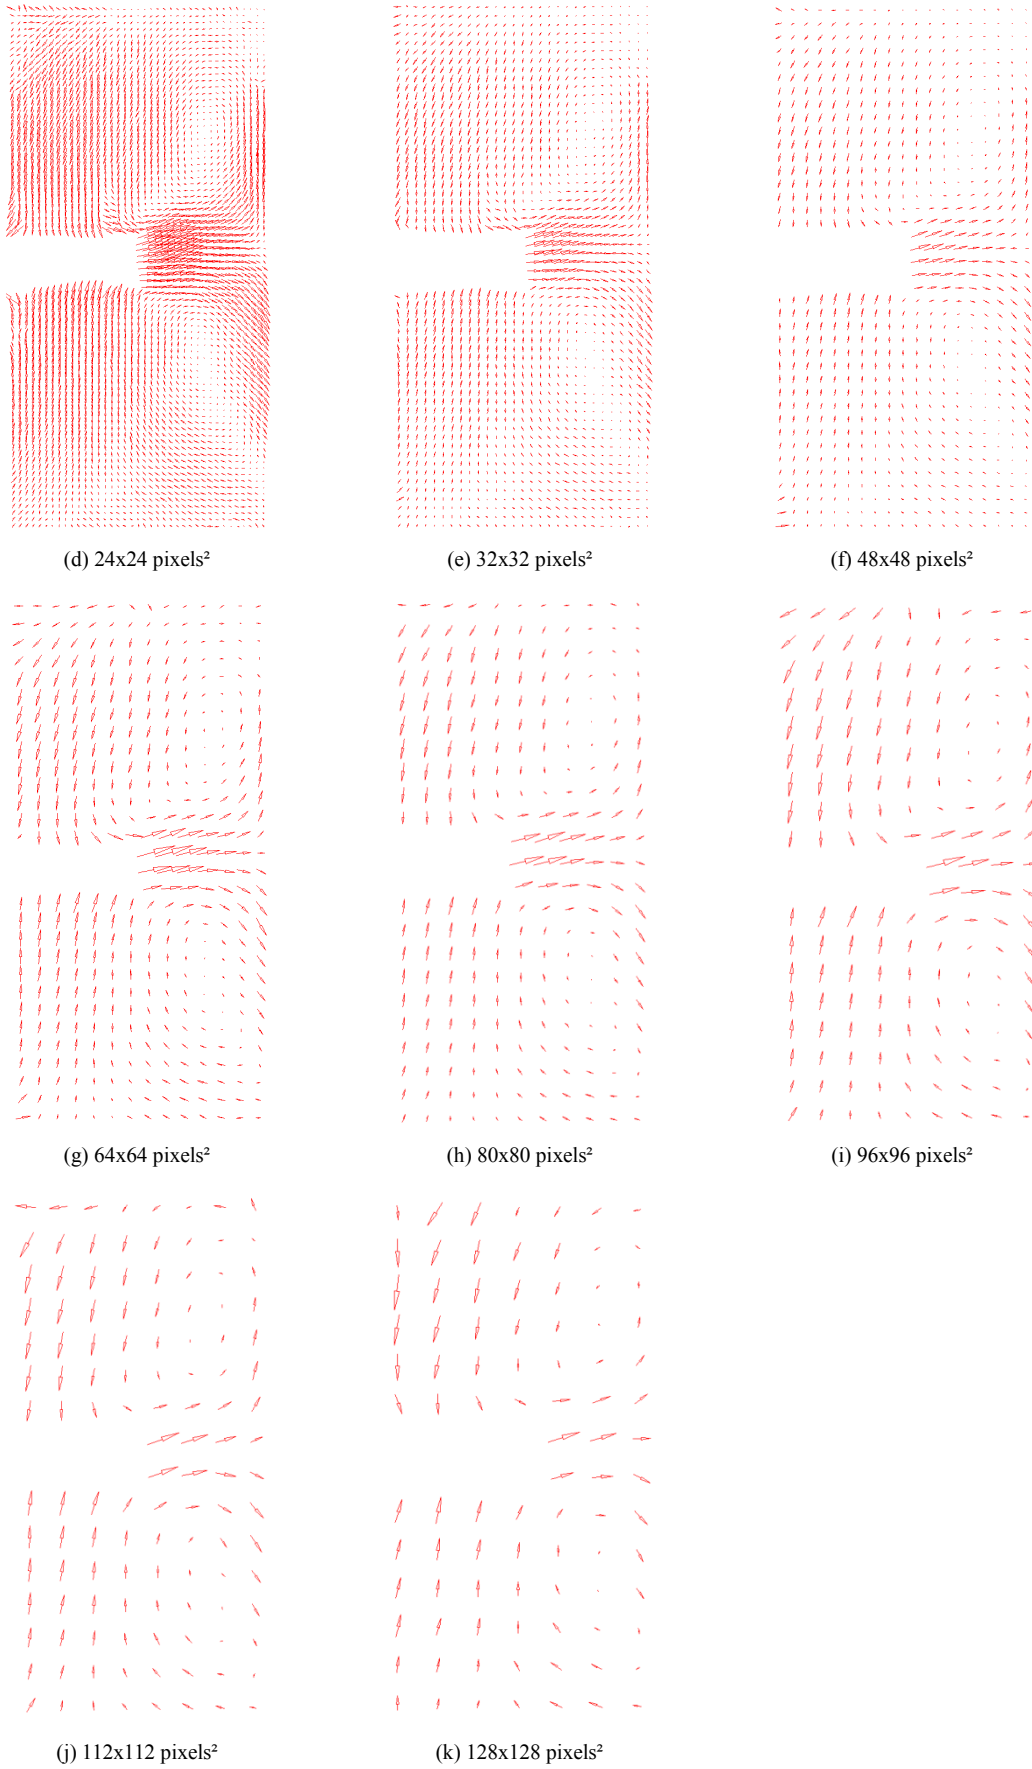 (d) 24x24 pixels²
(e) 32x32 pixels²
(f) 48x48 pixels²
(g) 64x64 pixels²
(h) 80x80 pixels²
(i) 96x96 pixels²
(j) 112x112 pixels²
(k) 128x128 pixels²